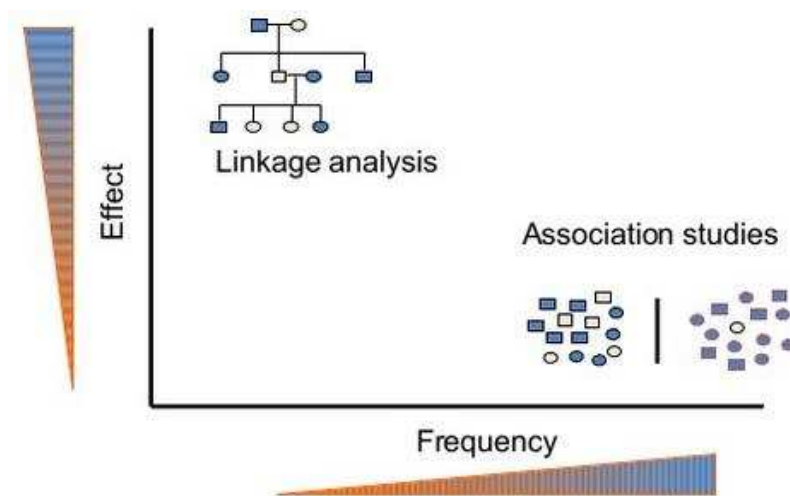 Linkage analysis
Effect
Association studies
Frequency